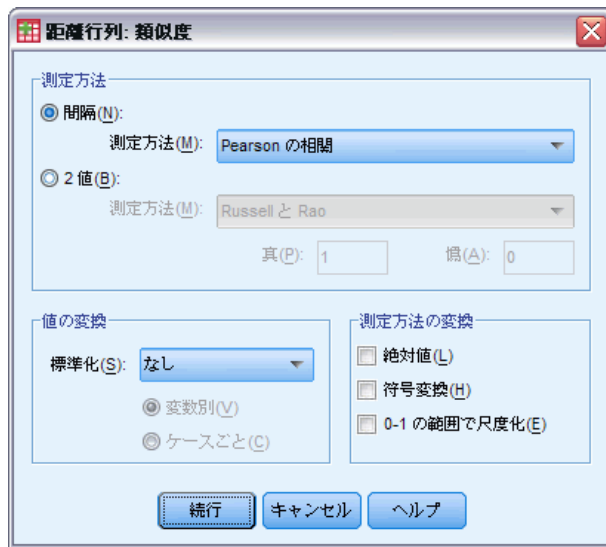 距離行列: 類似度
測定方法
間隔(N):
測定方法(M): Pearson の相関
2 値(B):
測定方法(M): Russell と Rao
真(P): 1 偽(A): 0
値の変換
標準化(S): なし
変数別(V)
ケースごと(C)
測定方法の変換
絶対値(L)
符号変換(H)
0-1 の範囲で尺度化(E)
続行 キャンセル ヘルプ